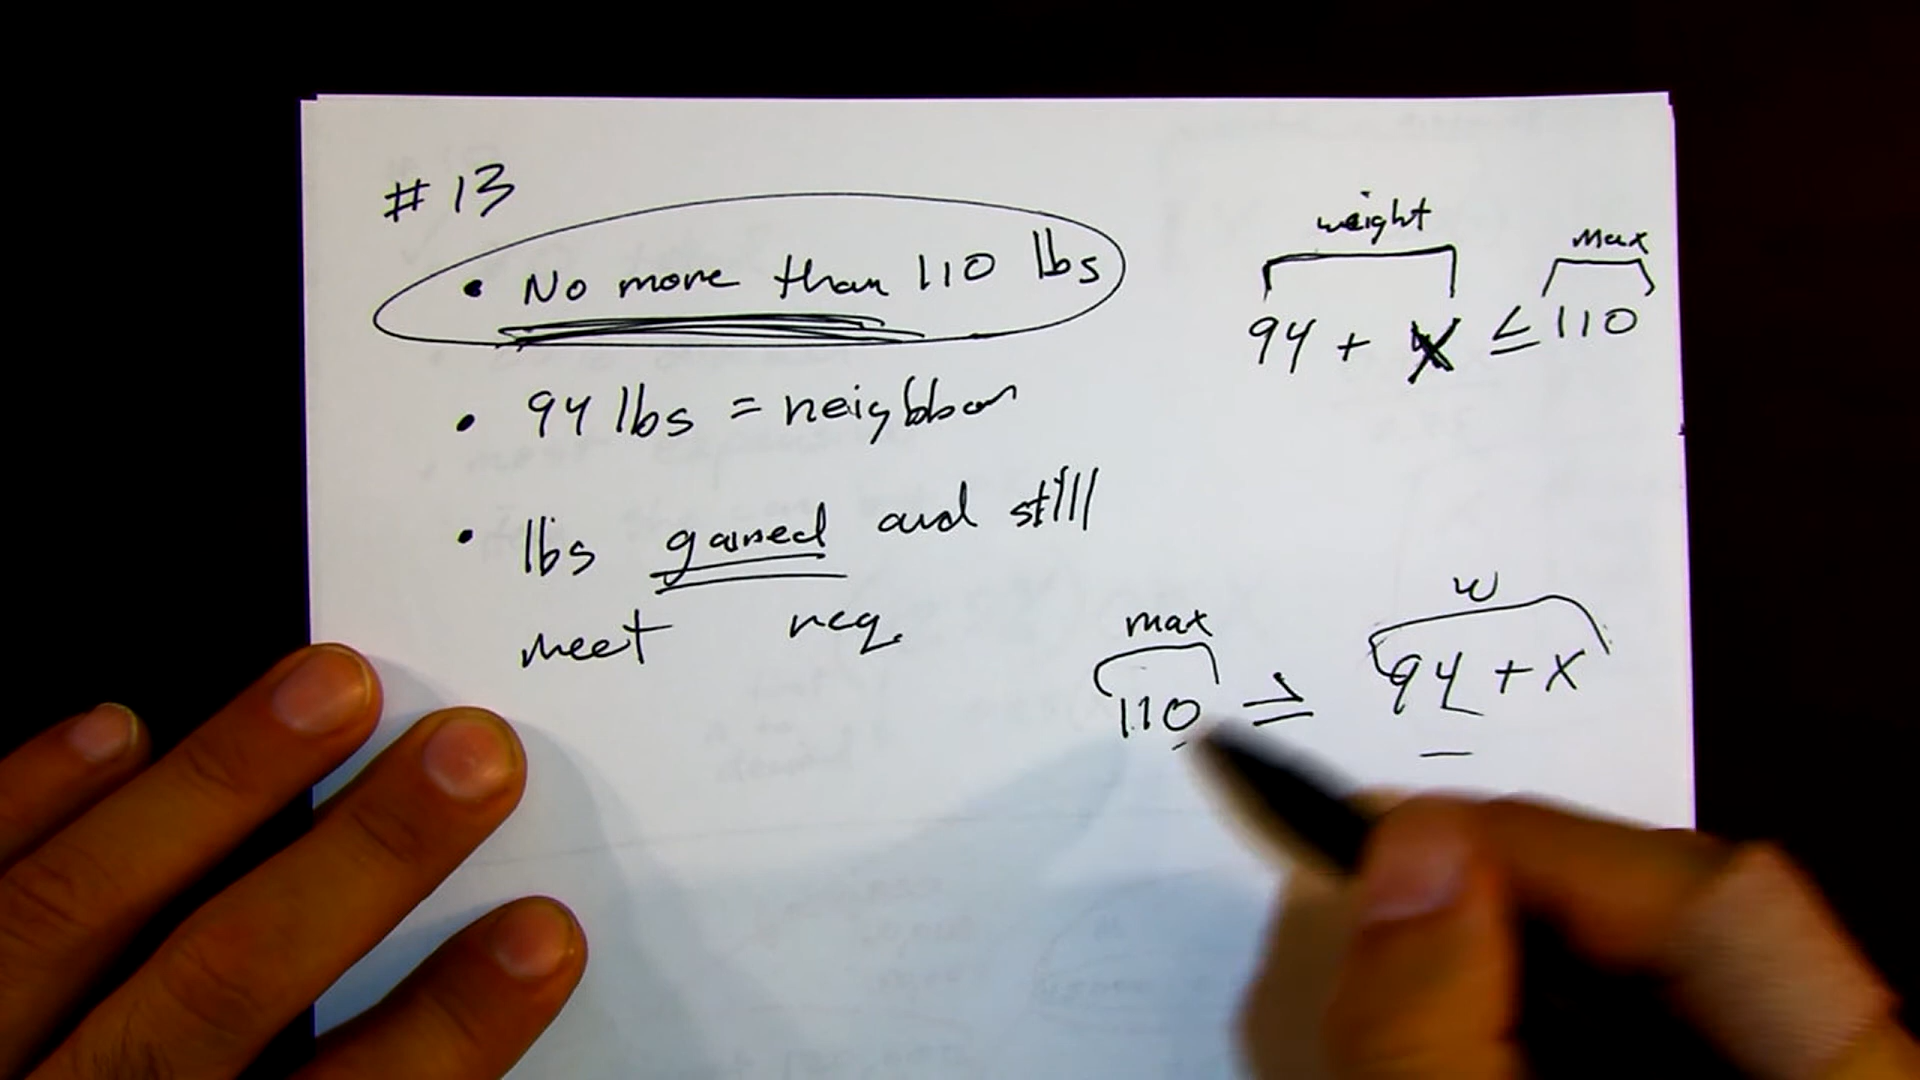 #13
• No more than 110 lbs
• 94 lbs = neighbor
• lbs gained and still
meet req.
weight
max
94 + x ≤ 110
max
w
110 ≥ 94 + x